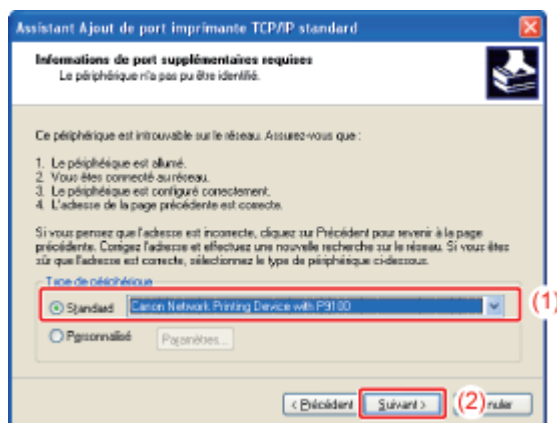 Assistant Ajout de port imprimante TCP/IP standard
Informations de port supplémentaires requises
Le périphérique n'a pas pu être identifié.
Ce périphérique est introuvable sur le réseau. Assurez-vous que :
1. Le périphérique est allumé.
2. Vous êtes connecté au réseau.
3. Le périphérique est configuré correctement.
4. L'adresse de la page précédente est correcte.
Si vous pensez que l'adresse est incorrecte, cliquez sur Précédent pour revenir à la page
précédente. Corrigez l'adresse et effectuez une nouvelle recherche sur le réseau. Si vous êtes
sûr que l'adresse est correcte, sélectionnez le type de périphérique ci-dessous.
Type de périphérique
Standard Canon Network Printing Device with P9100 (1)
Personnalisé Paramètres...
< Précédent Suivant > (2) nuler